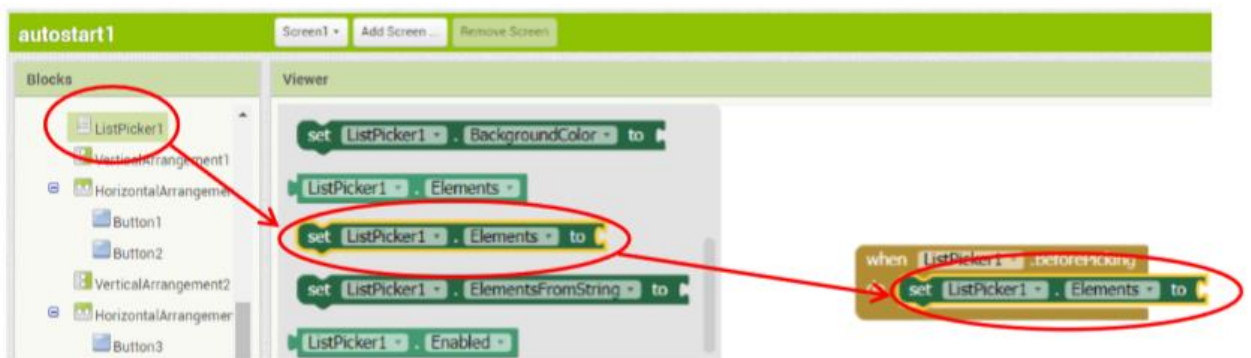 autostart1 Screen1 Add Screen ... Remove Screen
Blocks Viewer
ListPicker1
VerticalArrangement1
HorizontalArrangemer
Button1
Button2
VerticalArrangement2
HorizontalArrangemer
Button3
set ListPicker1 . BackgroundColor to
ListPicker1 . Elements
set ListPicker1 . Elements to
set ListPicker1 . ElementsFromString to
ListPicker1 . Enabled
when ListPicker1 .BeforePicking
set ListPicker1 . Elements to